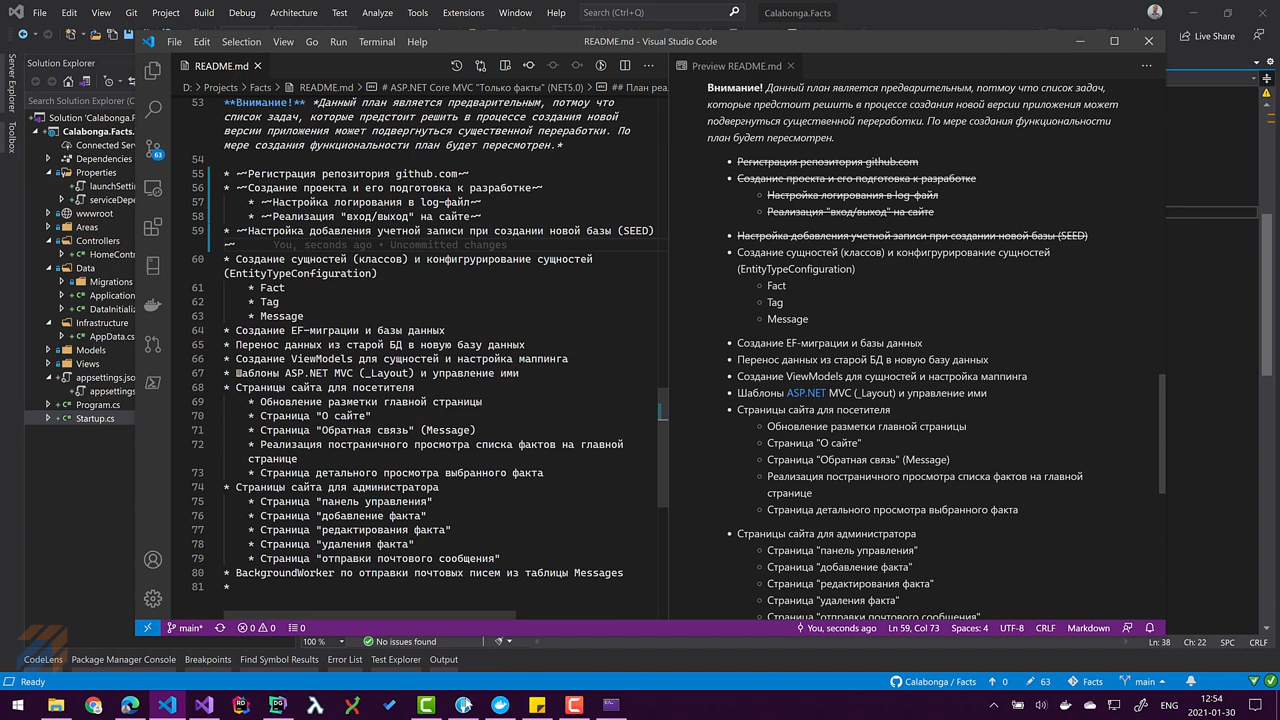 File Edit View Git Project Build Debug Architecture Test Analyze Tools Extensions Window Help Search (Ctrl+Q) Calabonga.Facts
Live Share
README.md - Visual Studio Code
File Edit Selection View Go Run Terminal Help
Server Explorer
Toolbox
Solution Explorer
Search Solution Explorer
Solution 'Calabonga.F
Calabonga.Facts
Connected Servi
Dependencies
Properties
launchSetti
serviceDepe
wwwroot
Areas
Controllers
HomeContr
Data
Migrations
Application
DataInitializ
Infrastructure
AppData.cs
Models
Views
appsettings.jso
appsettings
Program.cs
Startup.cs
63
README.md
D: > Projects > Facts > README.md > # ASP.NET Core MVC "Только факты" (NET5.0) > ## План реа
53 **Внимание!** *Данный план является предварительным, потмоу что
список задач, которые предстоит решить в процессе создания новой
версии приложения может подвергнуться существенной переработки. По
мере создания функциональности план будет пересмотрен.*
54
55 * ~~Регистрация репозитория github.com~~
56 * ~~Создание проекта и его подготовка к разработке~~
57 * ~~Настройка логирования в log-файл~~
58 * ~~Реализация "вход/выход" на сайте~~
59 * ~~Настройка добавления учетной записи при создании новой базы (SEED)
~~ You, seconds ago • Uncommitted changes
60 * Создание сущностей (классов) и конфигрурирование сущностей
(EntityTypeConfiguration)
61 * Fact
62 * Tag
63 * Message
64 * Создание EF-миграции и базы данных
65 * Перенос данных из старой БД в новую базу данных
66 * Создание ViewModels для сущностей и настройка маппинга
67 * Шаблоны ASP.NET MVC (_Layout) и управление ими
68 * Страницы сайта для посетителя
69 * Обновление разметки главной страницы
70 * Страница "О сайте"
71 * Страница "Обратная связь" (Message)
72 * Реализация постраничного просмотра списка фактов на главной
странице
73 * Страница детального просмотра выбранного факта
74 * Страницы сайта для администратора
75 * Страница "панель управления"
76 * Страница "добавление факта"
77 * Страница "редактирования факта"
78 * Страница "удаления факта"
79 * Страница "отправки почтового сообщения"
80 * BackgroundWorker по отправки почтовых писем из таблицы Messages
81 *
Preview README.md
Внимание! Данный план является предварительным, потмоу что список задач,
которые предстоит решить в процессе создания новой версии приложения может
подвергнуться существенной переработки. По мере создания функциональности
план будет пересмотрен.
Регистрация репозитория github.com
Создание проекта и его подготовка к разработке
Настройка логирования в log-файл
Реализация "вход/выход" на сайте
Настройка добавления учетной записи при создании новой базы (SEED)
Создание сущностей (классов) и конфигрурирование сущностей
(EntityTypeConfiguration)
Fact
Tag
Message
Создание EF-миграции и базы данных
Перенос данных из старой БД в новую базу данных
Создание ViewModels для сущностей и настройка маппинга
Шаблоны ASP.NET MVC (_Layout) и управление ими
Страницы сайта для посетителя
Обновление разметки главной страницы
Страница "О сайте"
Страница "Обратная связь" (Message)
Реализация постраничного просмотра списка фактов на главной
странице
Страница детального просмотра выбранного факта
Страницы сайта для администратора
Страница "панель управления"
Страница "добавление факта"
Страница "редактирования факта"
Страница "удаления факта"
Страница "отправки почтового сообщения"
main* 0 0 0 You, seconds ago Ln 59, Col 73 Spaces: 4 UTF-8 CRLF Markdown
100 % No issues found Ln: 38 Ch: 22 SPC CRLF
CodeLens Package Manager Console Breakpoints Find Symbol Results Error List Test Explorer Output
Ready Calabonga / Facts 0 63 Facts main
ENG 12:54
2021-01-30